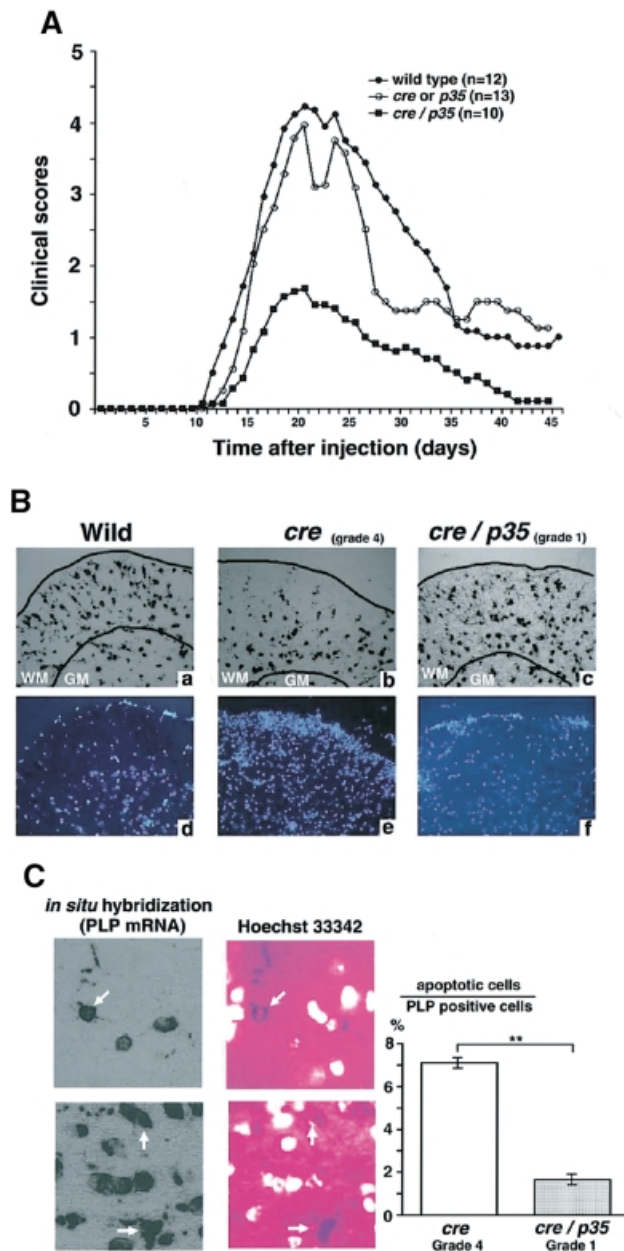 A
5
4
3
2
1
0
Clinical scores
wild type (n=12)
cre or p35 (n=13)
cre / p35 (n=10)
5 10 15 20 25 30 35 40 45
Time after injection (days)
B
Wild
cre (grade 4)
cre / p35 (grade 1)
WM GM a
WM GM b
WM GM c
d
e
f
C
in situ hybridization
(PLP mRNA)
Hoechst 33342
apoptotic cells
PLP positive cells
%
8
6
4
2
0
**
cre
Grade 4
cre / p35
Grade 1